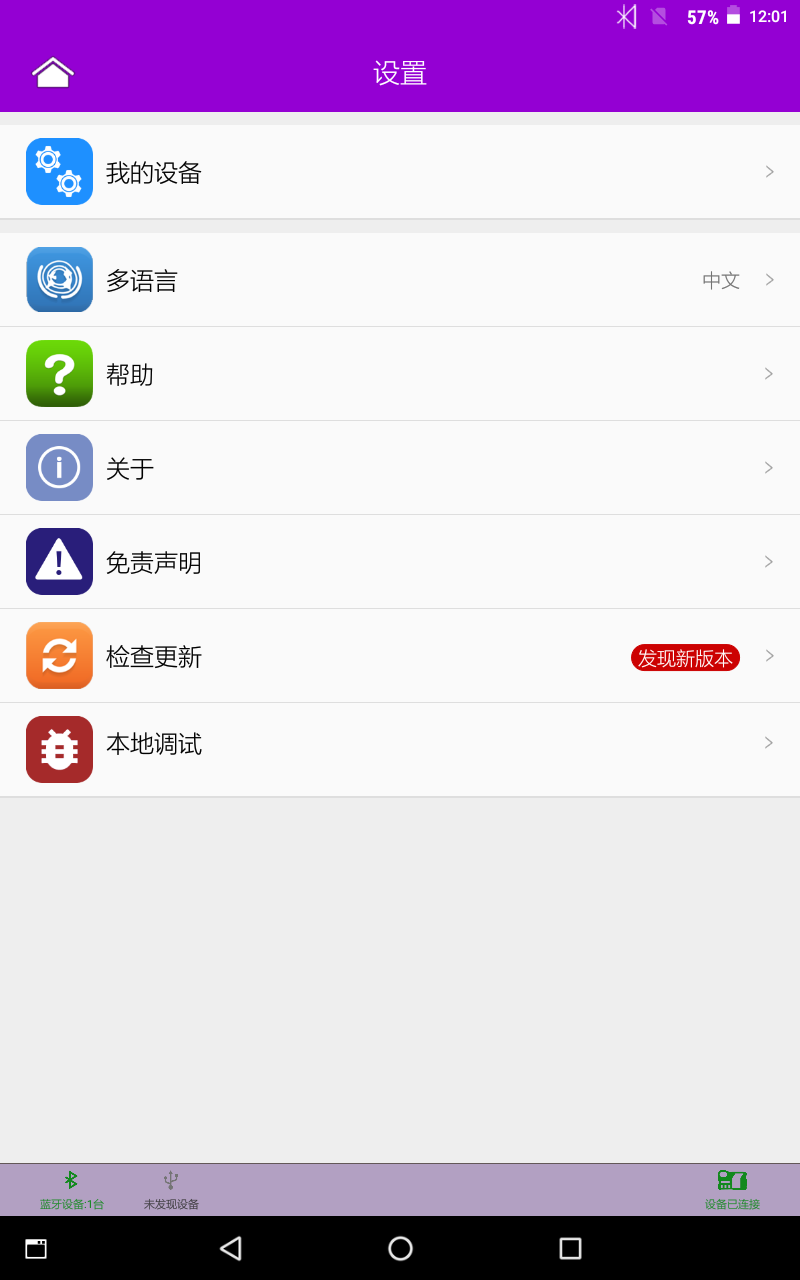 57% 12:01
设置
我的设备
多语言 中文
帮助
关于
免责声明
检查更新 发现新版本
本地调试
蓝牙设备:1台 未发现设备 设备已连接